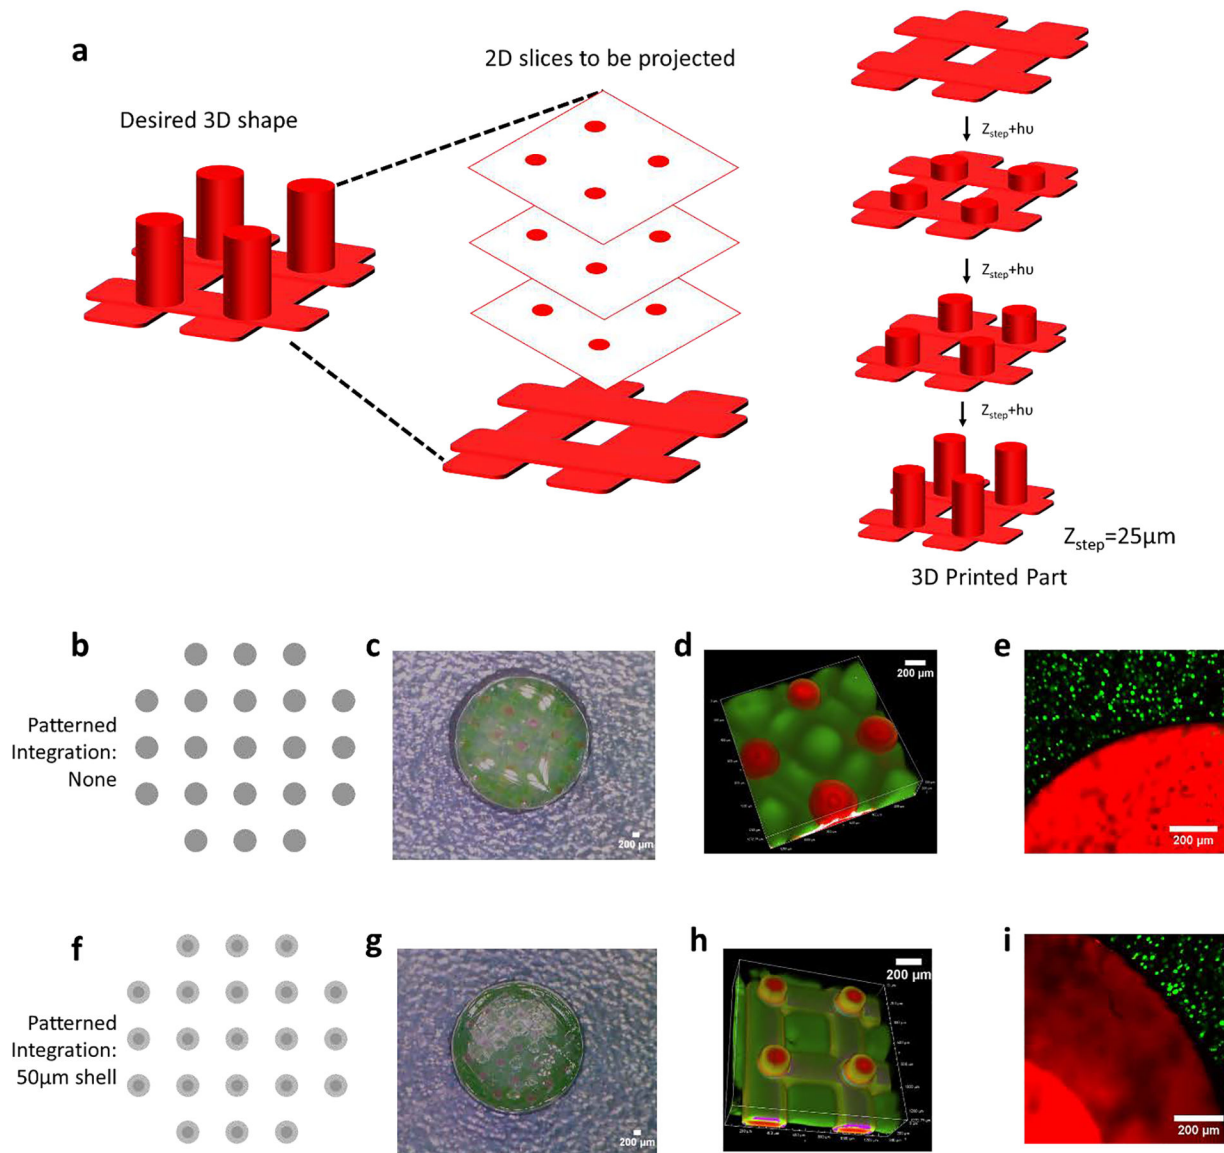 a
Desired 3D shape
2D slices to be projected
Zstep+hυ
Zstep+hυ
Zstep+hυ
Zstep=25μm
3D Printed Part
b
Patterned
Integration:
None
c
200 μm
d
200 μm
e
200 μm
f
Patterned
Integration:
50μm shell
g
200 μm
h
200 μm
i
200 μm